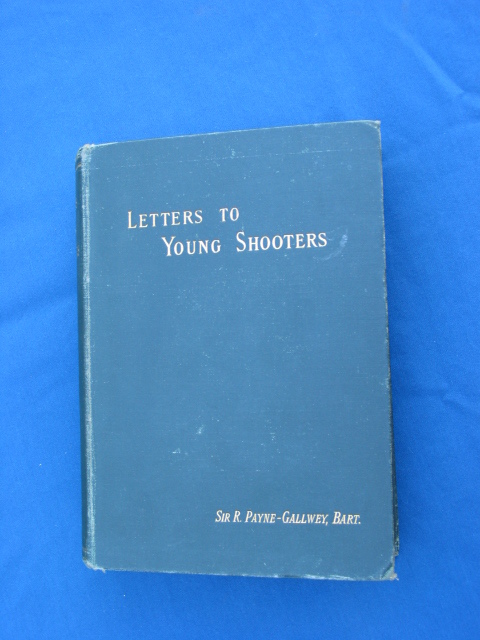 LETTERS TO
YOUNG SHOOTERS
SIR R. PAYNE-GALLWEY, BART.